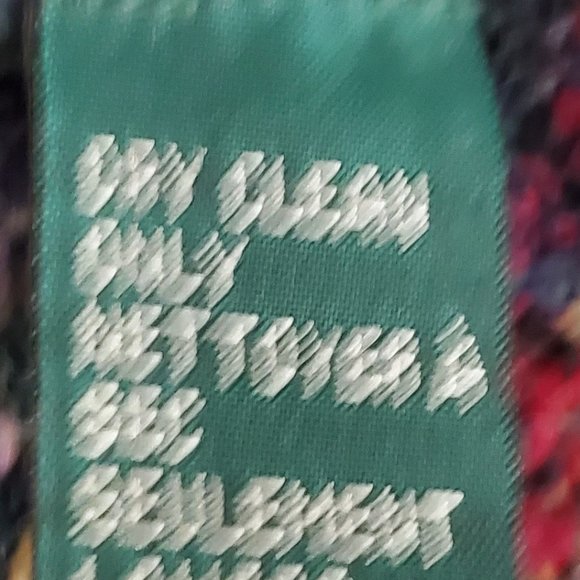 DRY CLEAN
ONLY
NETTOYER A
SEC
SEULEMENT